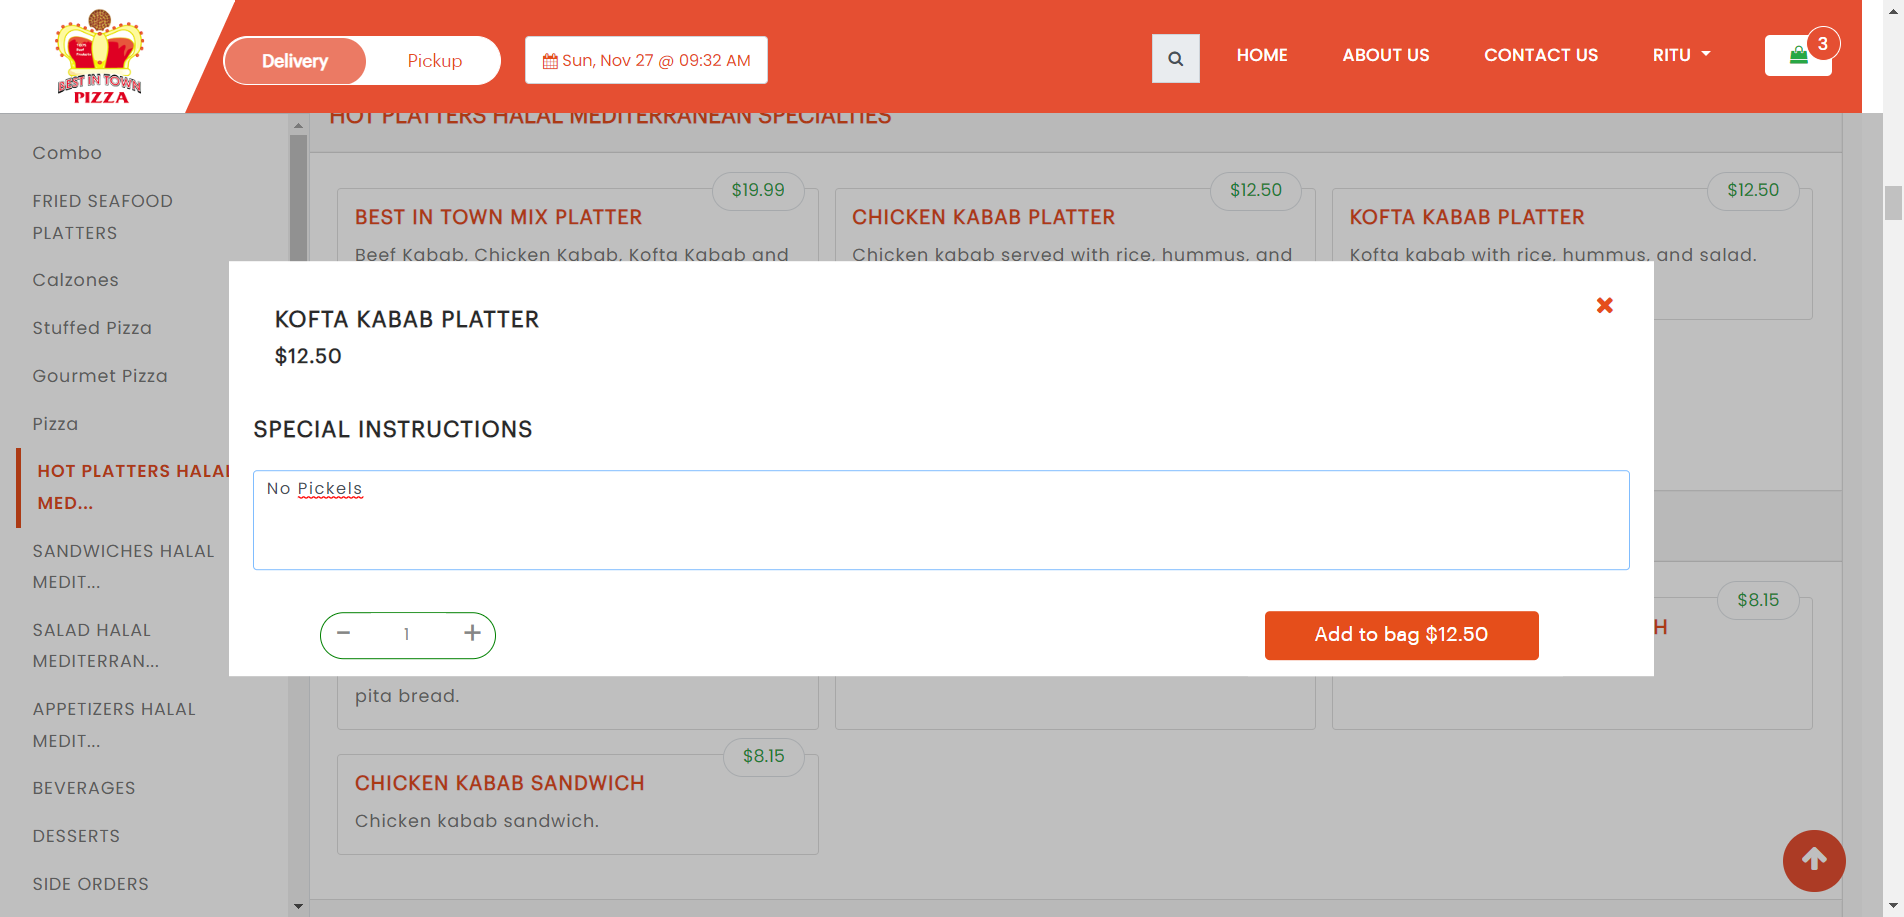 BEST IN TOWN
PIZZA
Delivery
Pickup
Sun, Nov 27 @ 09:32 AM
HOME
ABOUT US
CONTACT US
RITU
3
Combo
FRIED SEAFOOD
PLATTERS
Calzones
Stuffed Pizza
Gourmet Pizza
Pizza
HOT PLATTERS HALAL
MED...
SANDWICHES HALAL
MEDIT...
SALAD HALAL
MEDITERRAN...
APPETIZERS HALAL
MEDIT...
BEVERAGES
DESSERTS
SIDE ORDERS
HOT PLATTERS HALAL MEDITERRANEAN SPECIALTIES
$19.99
BEST IN TOWN MIX PLATTER
Beef Kabab, Chicken Kabab, Kofta Kabab and
$12.50
CHICKEN KABAB PLATTER
Chicken kabab served with rice, hummus, and
$12.50
KOFTA KABAB PLATTER
Kofta kabab with rice, hummus, and salad.
KOFTA KABAB PLATTER
$12.50
SPECIAL INSTRUCTIONS
No Pickels
1
Add to bag $12.50
$8.15
H
pita bread.
$8.15
CHICKEN KABAB SANDWICH
Chicken kabab sandwich.